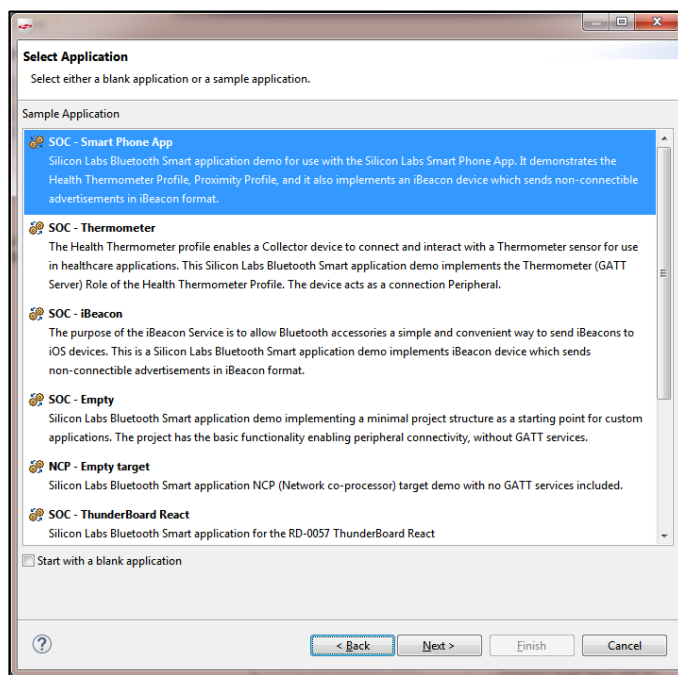 Select Application
Select either a blank application or a sample application.
Sample Application
SOC - Smart Phone App
Silicon Labs Bluetooth Smart application demo for use with the Silicon Labs Smart Phone App. It demonstrates the
Health Thermometer Profile, Proximity Profile, and it also implements an iBeacon device which sends non-connectible
advertisements in iBeacon format.
SOC - Thermometer
The Health Thermometer profile enables a Collector device to connect and interact with a Thermometer sensor for use
in healthcare applications. This Silicon Labs Bluetooth Smart application demo implements the Thermometer (GATT
Server) Role of the Health Thermometer Profile. The device acts as a connection Peripheral.
SOC - iBeacon
The purpose of the iBeacon Service is to allow Bluetooth accessories a simple and convenient way to send iBeacons to
iOS devices. This is a Silicon Labs Bluetooth Smart application demo implements iBeacon device which sends
non-connectible advertisements in iBeacon format.
SOC - Empty
Silicon Labs Bluetooth Smart application demo implementing a minimal project structure as a starting point for custom
applications. The project has the basic functionality enabling peripheral connectivity, without GATT services.
NCP - Empty target
Silicon Labs Bluetooth Smart application NCP (Network co-processor) target demo with no GATT services included.
SOC - ThunderBoard React
Silicon Labs Bluetooth Smart application for the RD-0057 ThunderBoard React
Start with a blank application
< Back Next > Finish Cancel